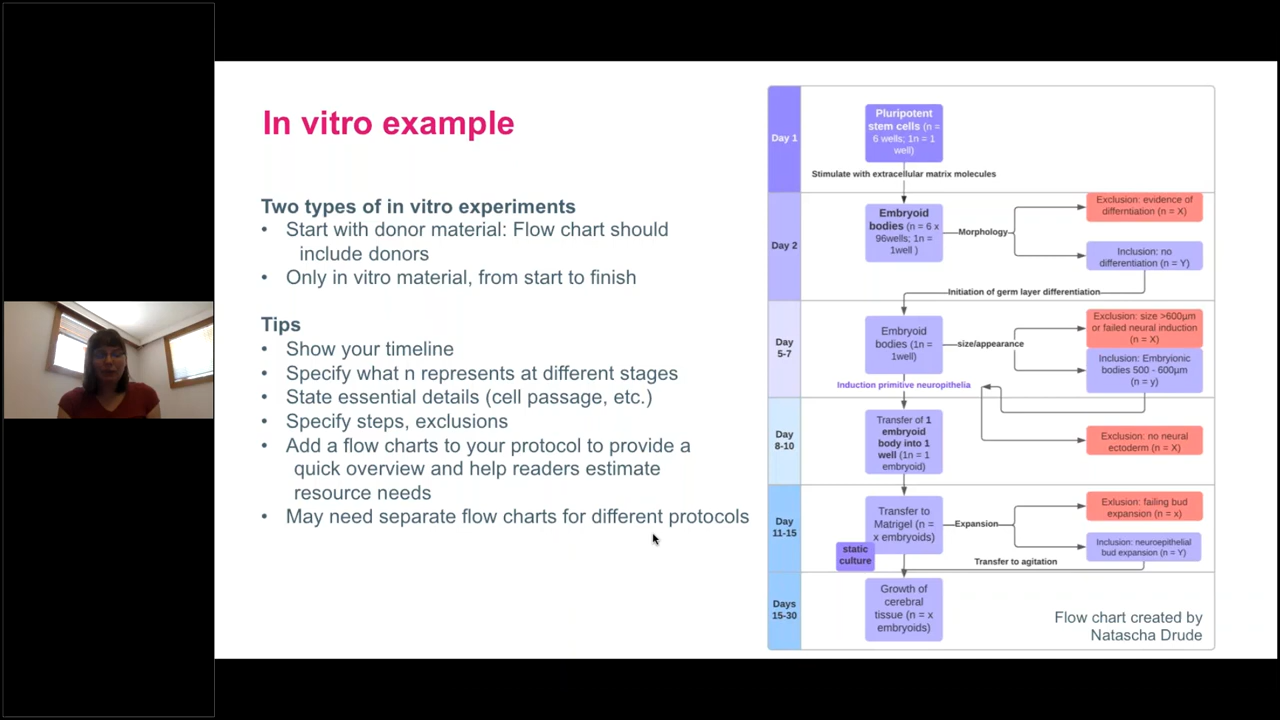 In vitro example
Two types of in vitro experiments
• Start with donor material: Flow chart should
include donors
• Only in vitro material, from start to finish
Tips
• Show your timeline
• Specify what n represents at different stages
• State essential details (cell passage, etc.)
• Specify steps, exclusions
• Add a flow charts to your protocol to provide a
quick overview and help readers estimate
resource needs
• May need separate flow charts for different protocols
Day 1
Pluripotent
stem cells (n =
6 wells; 1n = 1
well)
Stimulate with extracellular matrix molecules
Day 2
Embryoid
bodies (n = 6 x
96wells; 1n =
1well )
Morphology
Exclusion: evidence of
differntiation (n = X)
Inclusion: no
differentiation (n = Y)
Initiation of germ layer differentiation
Day
5-7
Embryoid
bodies (1n =
1well)
size/appearance
Exclusion: size >600µm
or failed neural induction
(n = X)
Inclusion: Embryionic
bodies 500 - 600µm
(n = y)
Induction primitive neuropithelia
Day
8-10
Transfer of 1
embryoid
body into 1
well (1n = 1
embryoid)
Exclusion: no neural
ectoderm (n = X)
Day
11-15
Transfer to
Matrigel (n =
x embryoids)
static
culture
Expansion
Exlusion: failing bud
expansion (n = x)
Inclusion: neuroepithelial
bud expansion (n = Y)
Transfer to agitation
Days
15-30
Growth of
cerebral
tissue (n = x
embryoids)
Flow chart created by
Natascha Drude